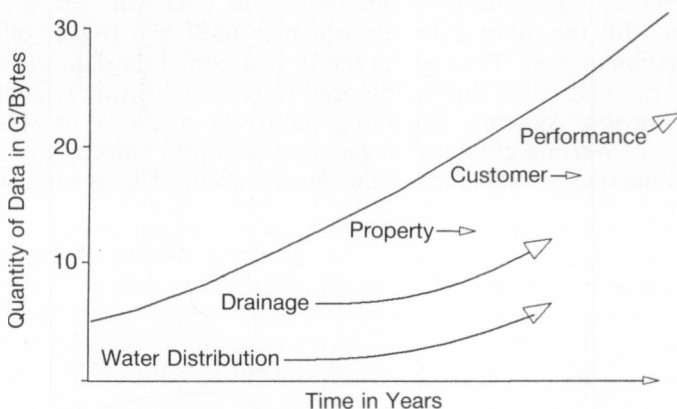 30
Quantity of Data in G/Bytes
Performance
20
Customer
Property
10
Drainage
Water Distribution
Time in Years